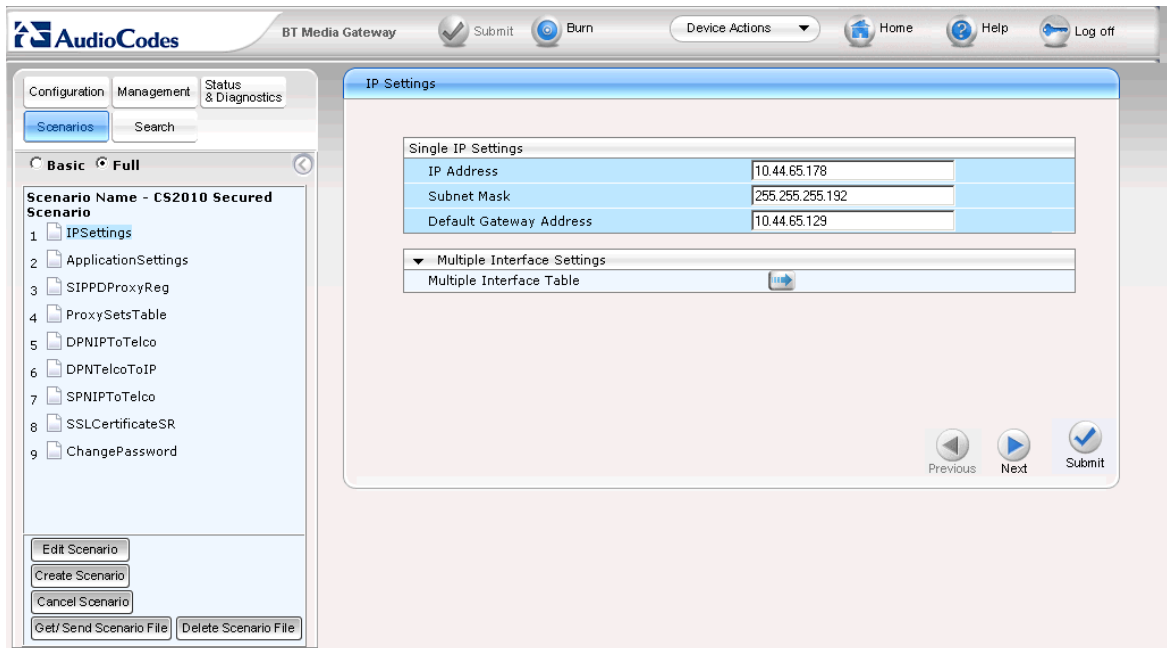 AudioCodes
BT Media Gateway
Submit
Burn
Device Actions
Home
Help
Log off
Configuration
Management
Status
& Diagnostics
Scenarios
Search
Basic
Full
Scenario Name - CS2010 Secured
Scenario
1 IPSettings
2 ApplicationSettings
3 SIPPDProxyReg
4 ProxySetsTable
5 DPNIPToTelco
6 DPNTelcoToIP
7 SPNIPToTelco
8 SSLCertificateSR
9 ChangePassword
Edit Scenario
Create Scenario
Cancel Scenario
Get/Send Scenario File
Delete Scenario File
IP Settings
Single IP Settings
IP Address 10.44.65.178
Subnet Mask 255.255.255.192
Default Gateway Address 10.44.65.129
Multiple Interface Settings
Multiple Interface Table
Previous
Next
Submit